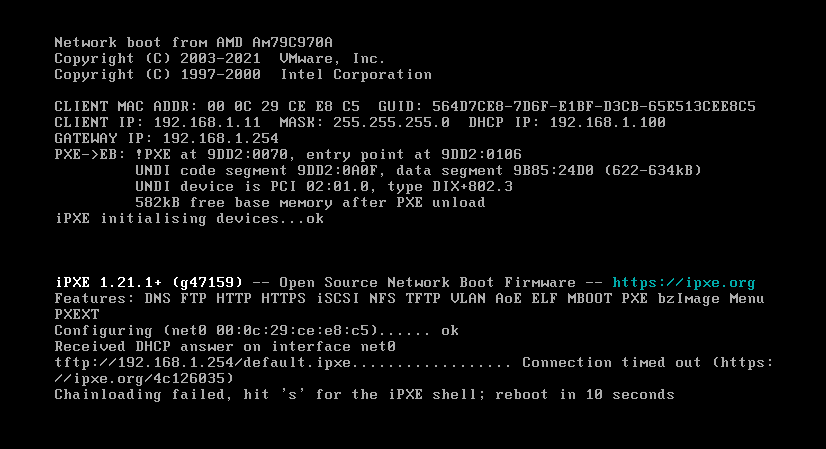 Network boot from AMD Am79C970A
Copyright (C) 2003-2021  VMware, Inc.
Copyright (C) 1997-2000  Intel Corporation
CLIENT MAC ADDR: 00 0C 29 CE E8 C5  GUID: 564D7CE8-7D6F-E1BF-D3CB-65E513CEE8C5
CLIENT IP: 192.168.1.11  MASK: 255.255.255.0  DHCP IP: 192.168.1.100
GATEWAY IP: 192.168.1.254
PXE->EB: !PXE at 9DD2:0070, entry point at 9DD2:0106
UNDI code segment 9DD2:0A0F, data segment 9B85:24D0 (622-634kB)
UNDI device is PCI 02:01.0, type DIX+802.3
582kB free base memory after PXE unload
iPXE initialising devices...ok
iPXE 1.21.1+ (g47159) -- Open Source Network Boot Firmware -- https://ipxe.org
Features: DNS FTP HTTP HTTPS iSCSI NFS TFTP VLAN AoE ELF MBOOT PXE bzImage Menu
PXEXT
Configuring (net0 00:0c:29:ce:e8:c5)...... ok
Received DHCP answer on interface net0
tftp://192.168.1.254/default.ipxe.................. Connection timed out (https:
//ipxe.org/4c126035)
Chainloading failed, hit 's' for the iPXE shell; reboot in 10 seconds